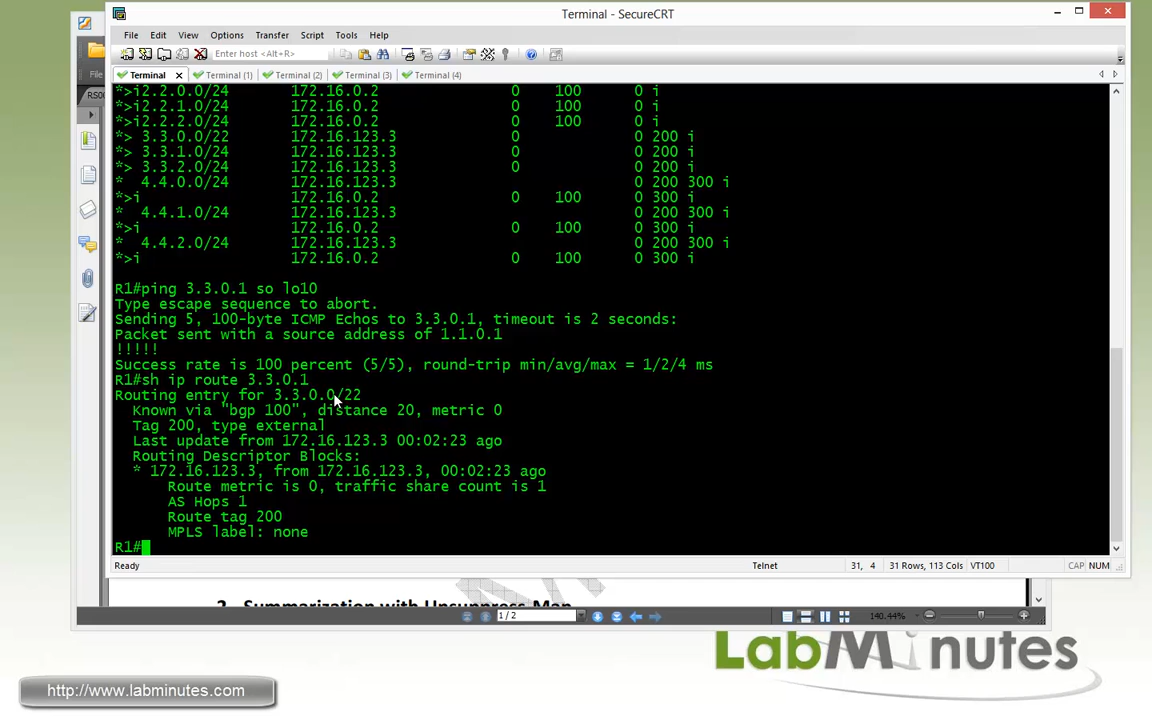 Terminal - SecureCRT
File Edit View Options Transfer Script Tools Help
Enter host <Alt+R>
File
RS00
Terminal Terminal (1) Terminal (2) Terminal (3) Terminal (4)
*>i2.2.0.0/24 172.16.0.2 0 100 0 i
*>i2.2.1.0/24 172.16.0.2 0 100 0 i
*>i2.2.2.0/24 172.16.0.2 0 100 0 i
*> 3.3.0.0/22 172.16.123.3 0 0 200 i
*> 3.3.1.0/24 172.16.123.3 0 0 200 i
*> 3.3.2.0/24 172.16.123.3 0 0 200 i
* 4.4.0.0/24 172.16.123.3 0 200 300 i
*>i 172.16.0.2 0 100 0 300 i
* 4.4.1.0/24 172.16.123.3 0 200 300 i
*>i 172.16.0.2 0 100 0 300 i
* 4.4.2.0/24 172.16.123.3 0 200 300 i
*>i 172.16.0.2 0 100 0 300 i
R1#ping 3.3.0.1 so lo10
Type escape sequence to abort.
Sending 5, 100-byte ICMP Echos to 3.3.0.1, timeout is 2 seconds:
Packet sent with a source address of 1.1.0.1
!!!!!
Success rate is 100 percent (5/5), round-trip min/avg/max = 1/2/4 ms
R1#sh ip route 3.3.0.1
Routing entry for 3.3.0.0/22
Known via "bgp 100", distance 20, metric 0
Tag 200, type external
Last update from 172.16.123.3 00:02:23 ago
Routing Descriptor Blocks:
* 172.16.123.3, from 172.16.123.3, 00:02:23 ago
Route metric is 0, traffic share count is 1
AS Hops 1
Route tag 200
MPLS label: none
R1#
Ready Telnet 31, 4 31 Rows, 113 Cols VT100 CAP NUM
2. Summarization with Unsuppress-Map
1 / 2 140.44%
LabMinutes
http://www.labminutes.com